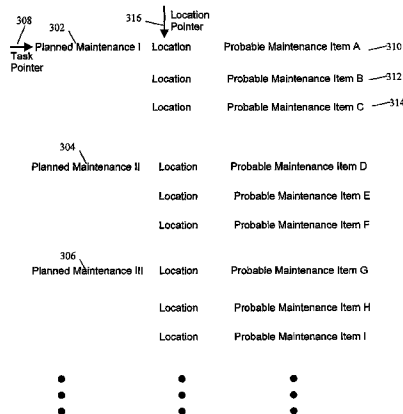 316 Location
Pointer
308 302
Planned Maintenance I Location Probable Maintenance Item A 310
Task
Pointer
Location Probable Maintenance Item B 312
Location Probable Maintenance Item C 314
304
Planned Maintenance II Location Probable Maintenance Item D
Location Probable Maintenance Item E
Location Probable Maintenance Item F
306
Planned Maintenance III Location Probable Maintenance Item G
Location Probable Maintenance Item H
Location Probable Maintenance Item I